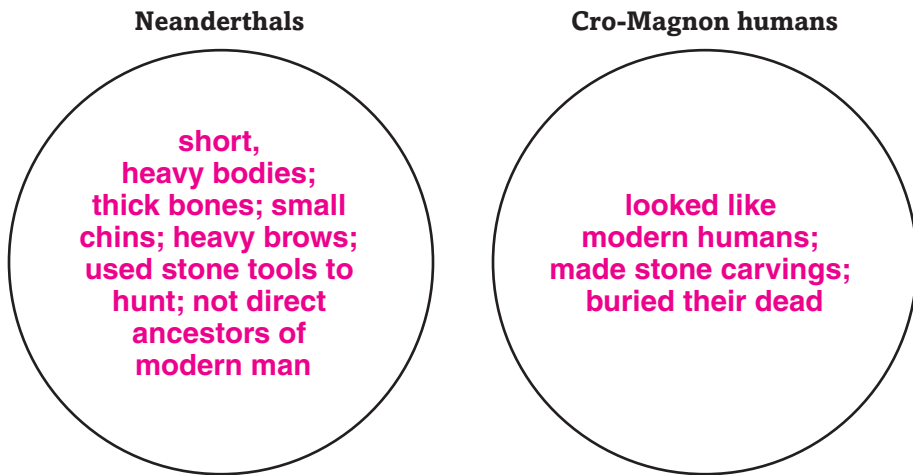 Neanderthals
short,
heavy bodies;
thick bones; small
chins; heavy brows;
used stone tools to
hunt; not direct
ancestors of
modern man
Cro-Magnon humans
looked like
modern humans;
made stone carvings;
buried their dead